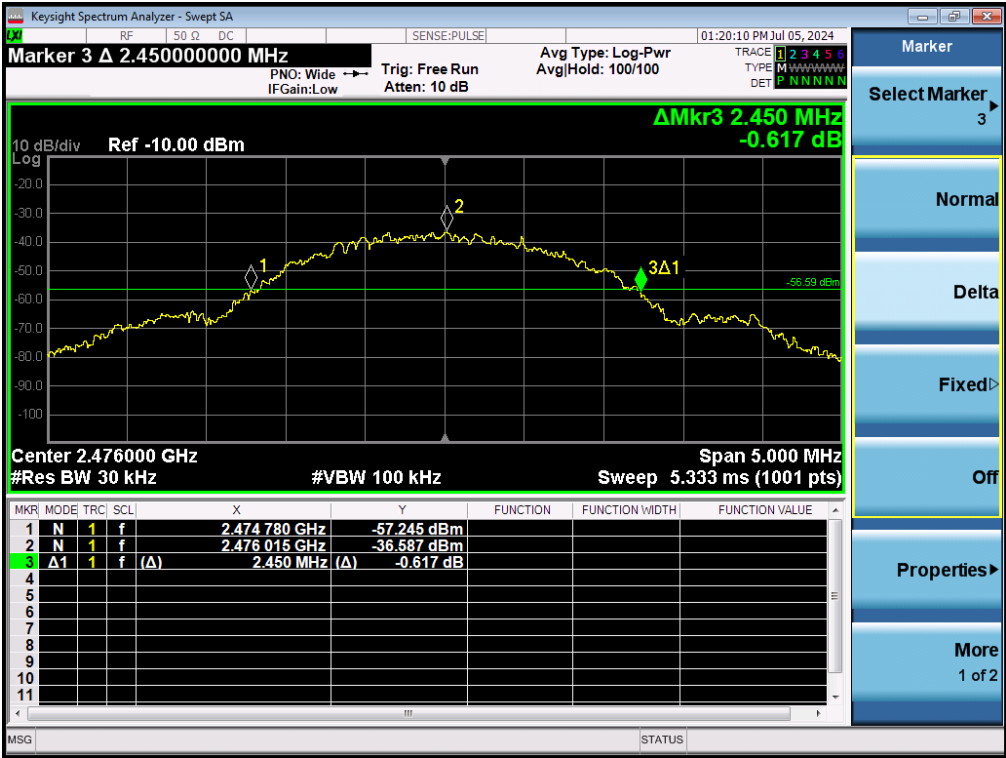 Keysight Spectrum Analyzer - Swept SA
LXI RF 50 Ω DC SENSE:PULSE 01:20:10 PM Jul 05, 2024
Marker 3 Δ 2.450000000 MHz
PNO: Wide
IFGain:Low
Trig: Free Run
Atten: 10 dB
Avg Type: Log-Pwr
Avg|Hold: 100/100
TRACE 1 2 3 4 5 6
TYPE M W W W W W
DET P N N N N N
ΔMkr3 2.450 MHz
-0.617 dB
10 dB/div Ref -10.00 dBm
Log
-20.0
-30.0
-40.0
-50.0
-60.0
-70.0
-80.0
-90.0
-100
1
2
3Δ1
-56.59 dBm
Center 2.476000 GHz Span 5.000 MHz
#Res BW 30 kHz #VBW 100 kHz Sweep 5.333 ms (1001 pts)
MKR MODE TRC SCL X Y FUNCTION FUNCTION WIDTH FUNCTION VALUE
1 N 1 f 2.474 780 GHz -57.245 dBm
2 N 1 f 2.476 015 GHz -36.587 dBm
3 Δ1 1 f (Δ) 2.450 MHz (Δ) -0.617 dB
4
5
6
7
8
9
10
11
MSG STATUS
Marker
Select Marker
3
Normal
Delta
Fixed
Off
Properties
More
1 of 2